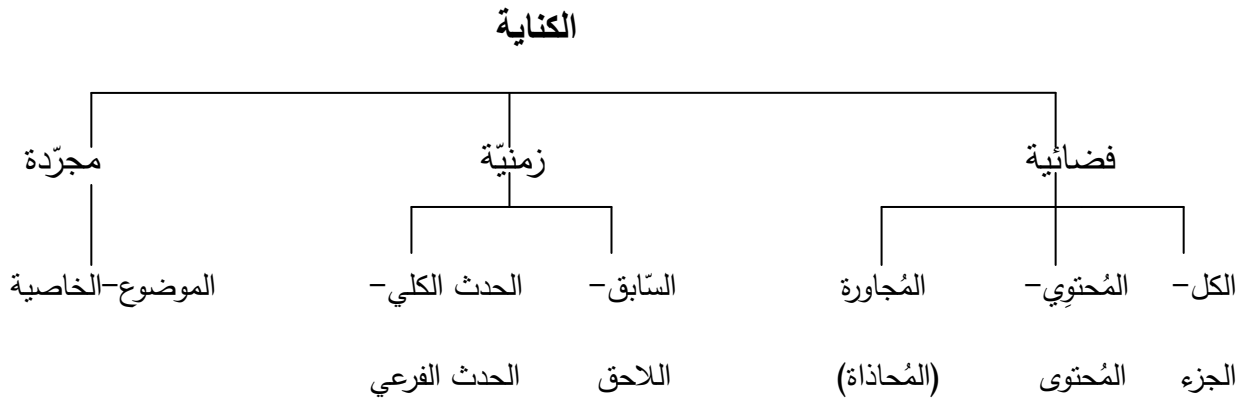 الكناية
فضائية زمنيّة مجرّدة
الكل– المُحتوِي– المُجاورة السّابق– الحدث الكلي– الموضوع–الخاصية
الجزء المُحتوى (المُحاذاة) اللاحق الحدث الفرعي